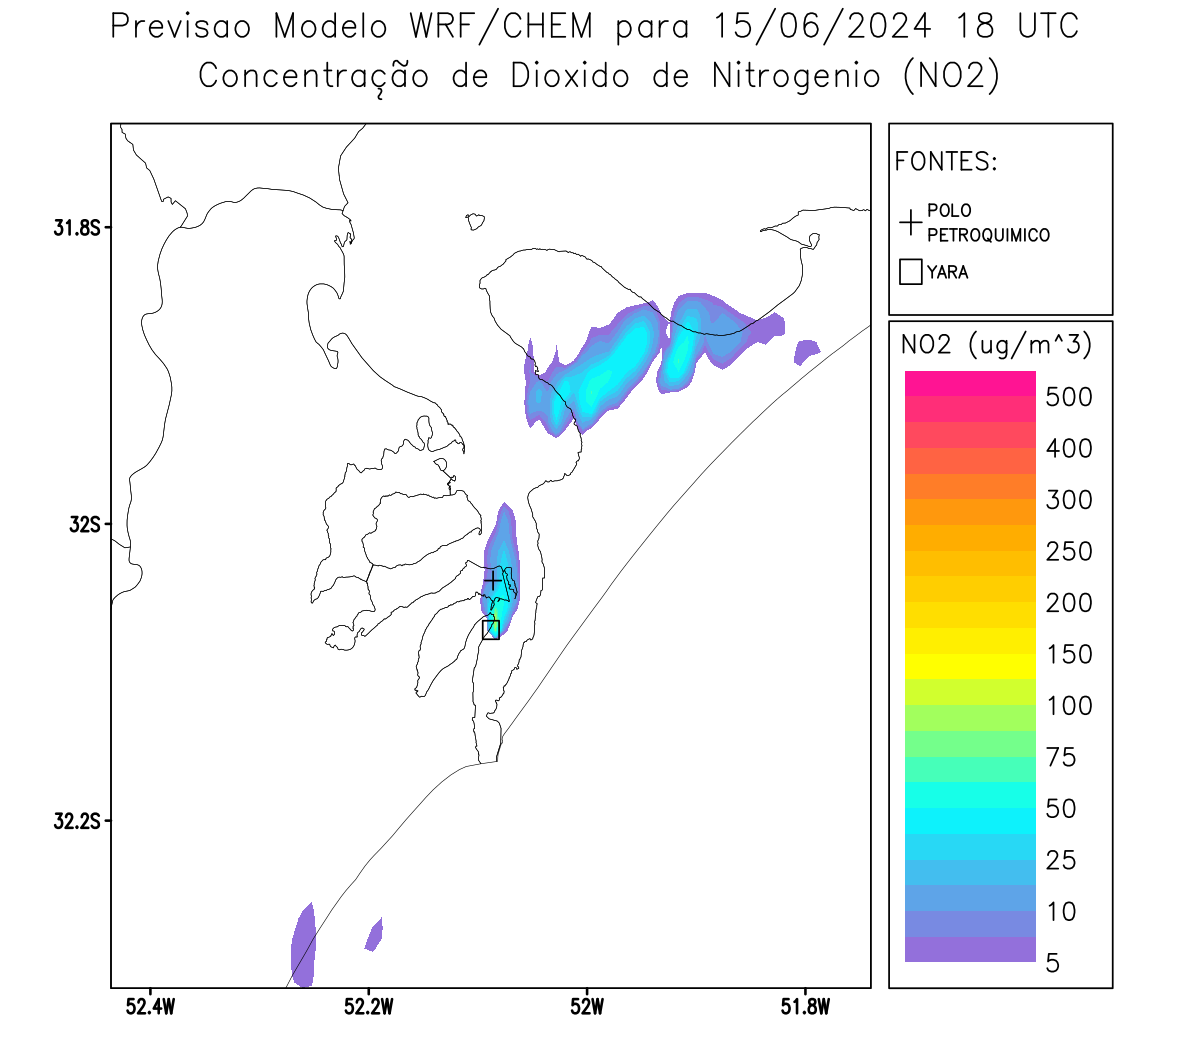 Previsao Modelo WRF/CHEM para 15/06/2024 18 UTC
Concentração de Dioxido de Nitrogenio (NO2)
FONTES:
POLO
PETROQUIMICO
YARA
NO2 (ug/m^3)
500
400
300
250
200
150
100
75
50
25
10
5
31.8S
32S
32.2S
52.4W
52.2W
52W
51.8W